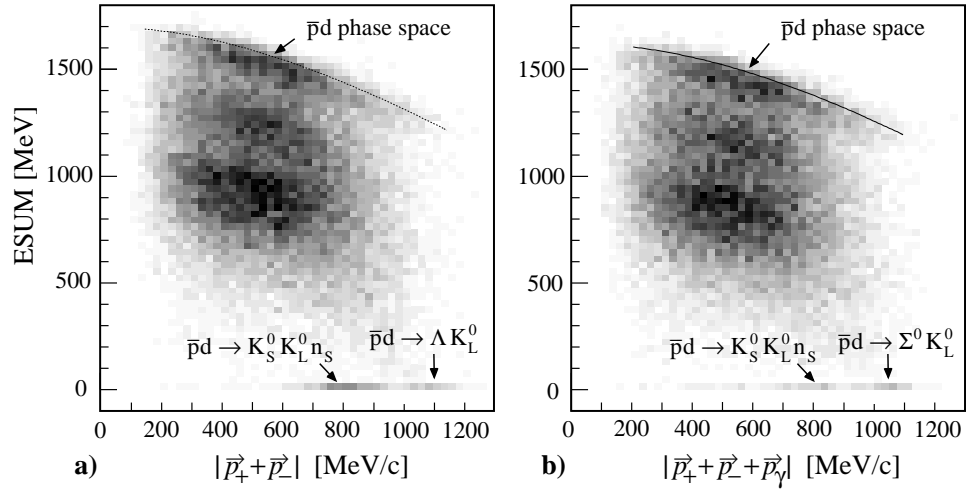 p̅d phase space
p̅d → K⁰_S K⁰_L n_S
p̅d → Λ K⁰_L
ESUM [MeV]
1500
1000
500
0
0 200 400 600 800 1000 1200
a) |p⃗₊+p⃗₋| [MeV/c]
p̅d phase space
p̅d → K⁰_S K⁰_L n_S
p̅d → Σ⁰ K⁰_L
1500
1000
500
0
0 200 400 600 800 1000 1200
b) |p⃗₊+p⃗₋+p⃗_γ| [MeV/c]